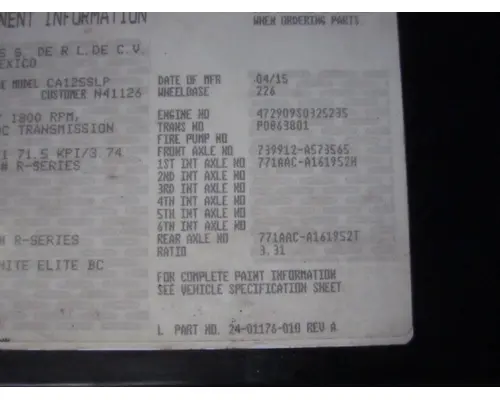 NENT INFORMATION
WHEN ORDERING PARTS
S S. DE R L. DE C. V.
EXICO
E MODEL CA125SLP
CUSTOMER N41126
1800 RPM,
C TRANSMISSION
I 71.5 KPI/3.74
# R-SERIES
# R-SERIES
HITE ELITE BC
DATE OF MFR 04/15
WHEELBASE 226
ENGINE NO 472909S0325235
TRANS NO P0863801
FIRE PUMP NO
FRONT AXLE NO 739912-A573565
1ST INT AXLE NO 771AAC-A161952H
2ND INT AXLE NO
3RD INT AXLE NO
4TH INT AXLE NO
5TH INT AXLE NO
6TH INT AXLE NO
REAR AXLE NO 771AAC-A161952T
RATIO 3.31
FOR COMPLETE PAINT INFORMATION
SEE VEHICLE SPECIFICATION SHEET
L PART NO. 24-01176-010 REV A